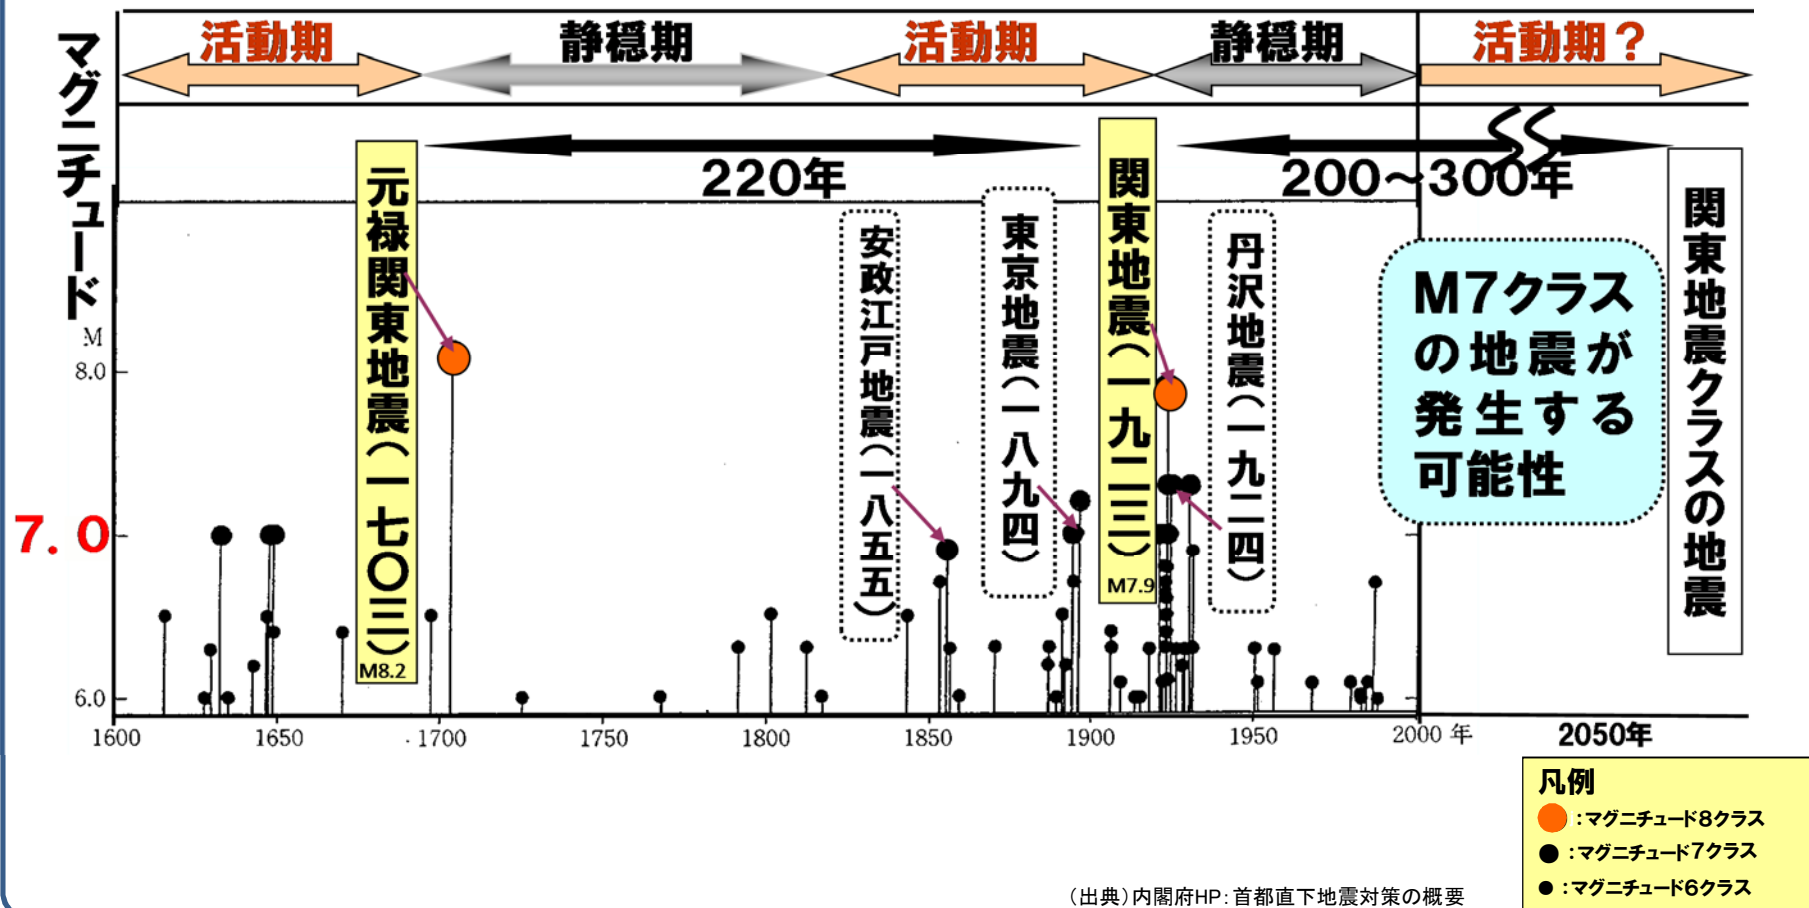 活動期
静穏期
活動期
静穏期
活動期？
マグニチュード
220年
200～300年
元禄関東地震(一七〇三)
M8.2
安政江戸地震(一八五五)
東京地震(一八九四)
関東地震(一九二三)
M7.9
丹沢地震(一九二四)
M7クラス
の地震が
発生する
可能性
関東地震クラスの地震
M
8.0
7.0
6.0
1600
1650
1700
1750
1800
1850
1900
1950
2000 年
2050年
凡例
：マグニチュード8クラス
：マグニチュード7クラス
：マグニチュード6クラス
（出典）内閣府HP：首都直下地震対策の概要